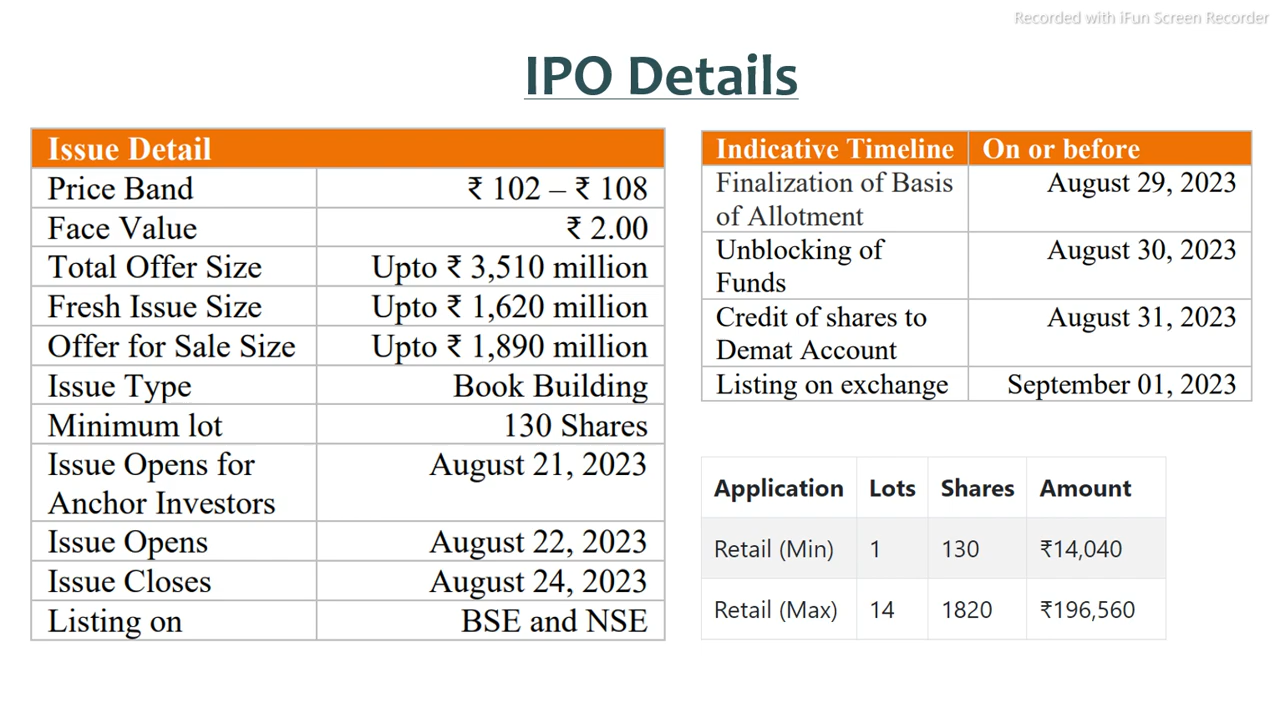 Recorded with iFun Screen Recorder
IPO Details
Issue Detail
Price Band ₹ 102 – ₹ 108
Face Value ₹ 2.00
Total Offer Size Upto ₹ 3,510 million
Fresh Issue Size Upto ₹ 1,620 million
Offer for Sale Size Upto ₹ 1,890 million
Issue Type Book Building
Minimum lot 130 Shares
Issue Opens for August 21, 2023
Anchor Investors
Issue Opens August 22, 2023
Issue Closes August 24, 2023
Listing on BSE and NSE
Indicative Timeline On or before
Finalization of Basis August 29, 2023
of Allotment
Unblocking of August 30, 2023
Funds
Credit of shares to August 31, 2023
Demat Account
Listing on exchange September 01, 2023
Application Lots Shares Amount
Retail (Min) 1 130 ₹14,040
Retail (Max) 14 1820 ₹196,560